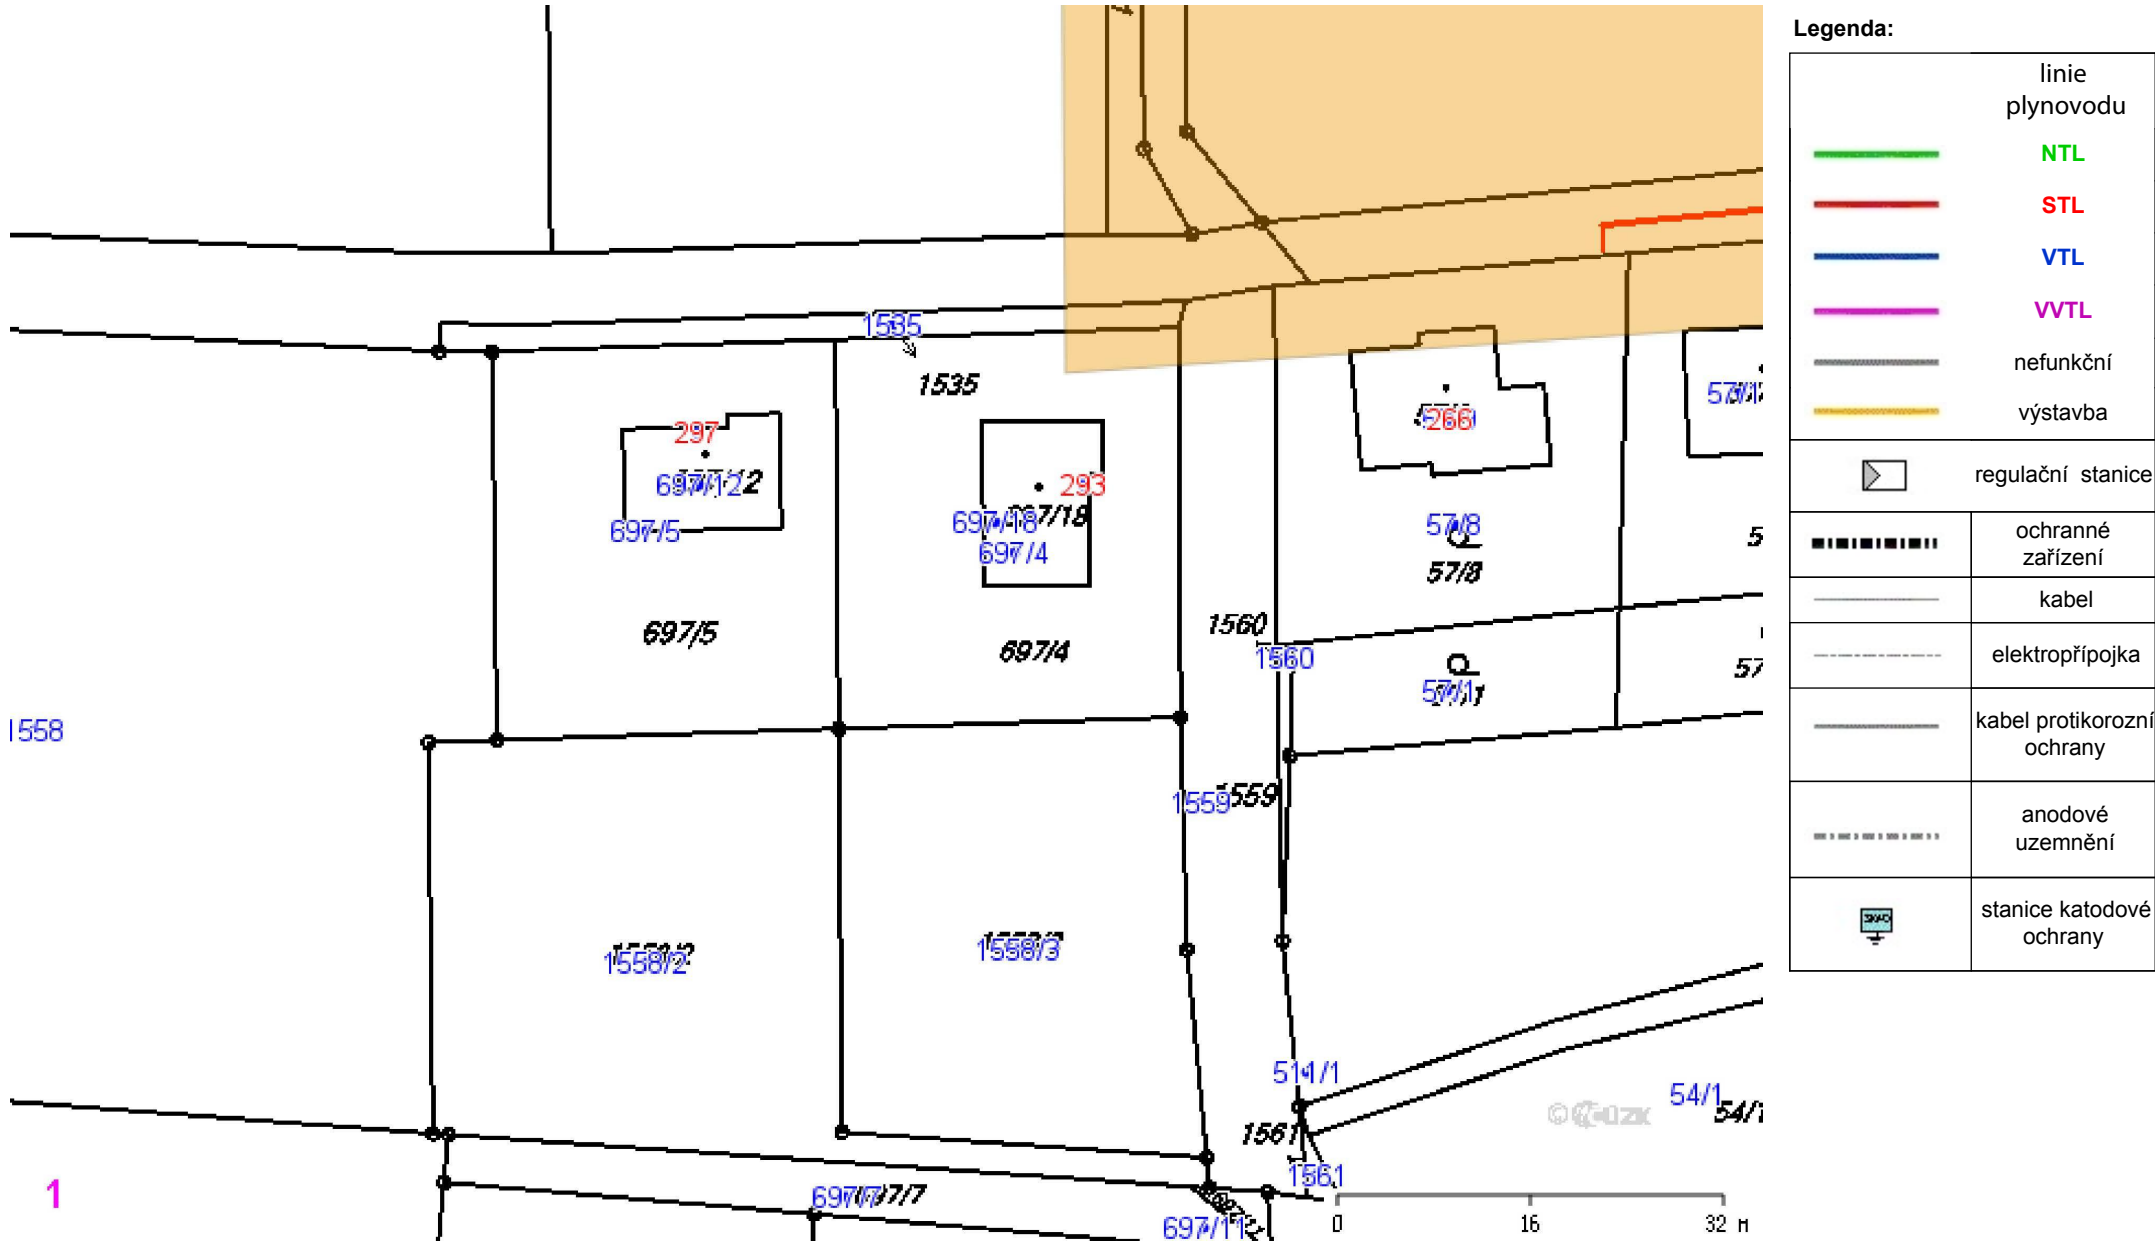 Legenda:
linie
plynovodu
NTL
STL
VTL
VVTL
nefunkční
výstavba
regulační stanice
ochranné
zařízení
kabel
elektropřípojka
kabel protikorozní
ochrany
anodové
uzemnění
stanice katodové
ochrany
1535
1535
297
697/12
697/5
697/5
293
697/18
697/4
697/4
266
57/8
57/8
1560
1560
57/1
1558
1559
1559
1558/2
1558/3
511/1
54/1
54/1
1561
1561
697/7
697/11
1
0 16 32 м